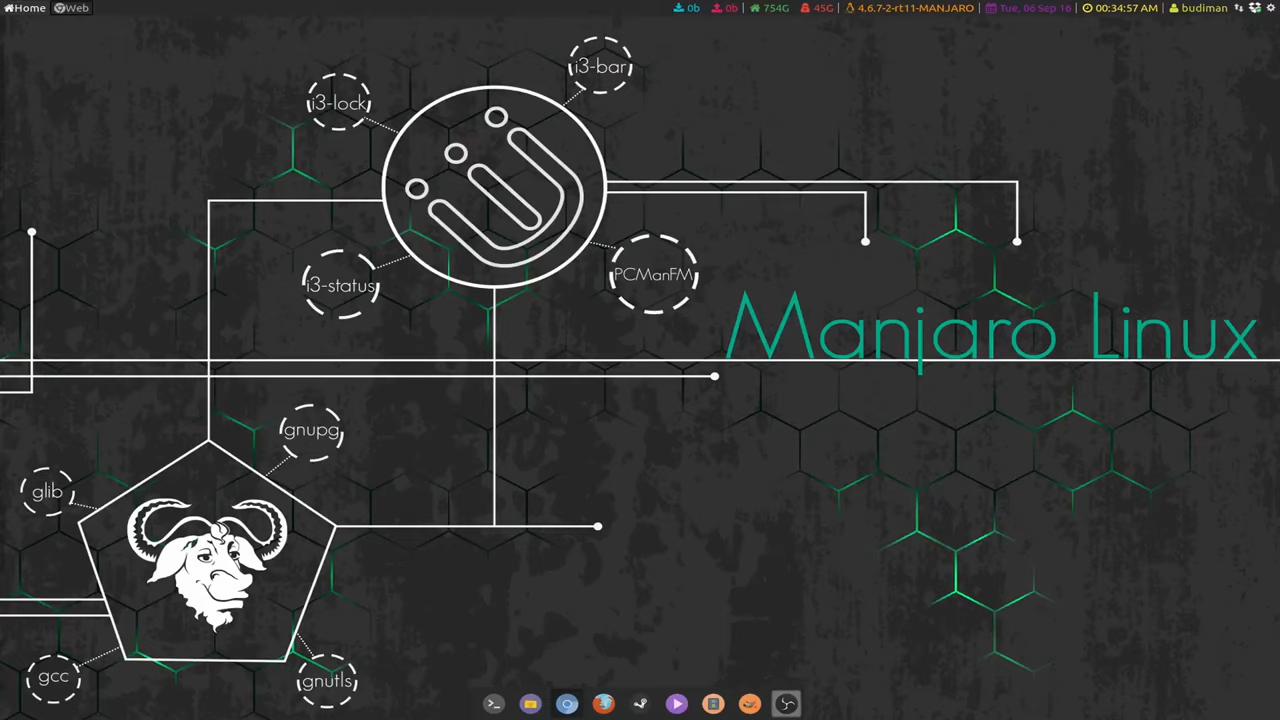 Home Web 0b 0b 754G 45G 4.6.7-2-rt11-MANJARO Tue, 06 Sep 16 00:34:57 AM budiman
i3-bar
i3-lock
i3-status
PCManFM
Manjaro Linux
gnupg
glib
gcc
gnutls